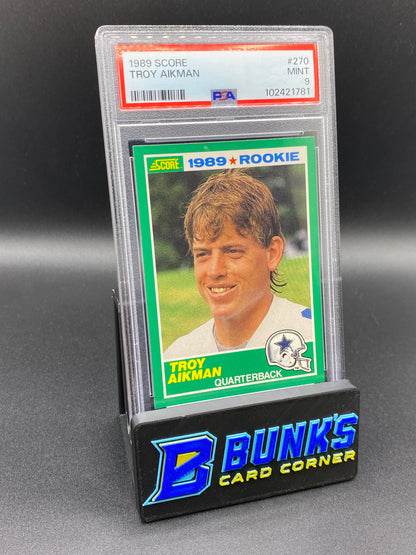 1989 SCORE #270
TROY AIKMAN MINT
9
PSA 102421781
SCORE 1989 ★ ROOKIE
TROY
AIKMAN
QUARTERBACK
B BUNK'S
CARD CORNER